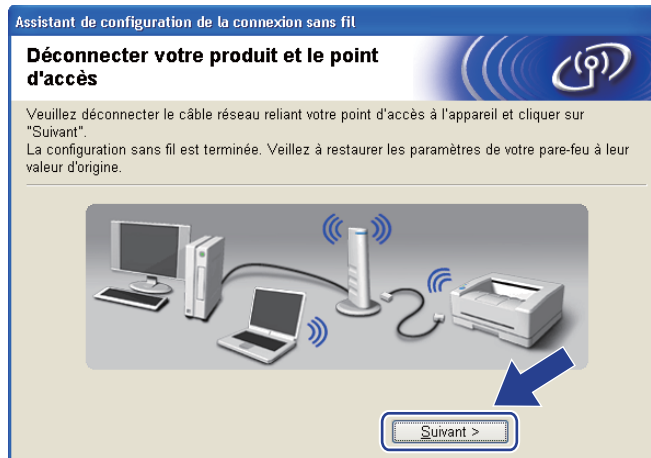 Assistant de configuration de la connexion sans fil
Déconnecter votre produit et le point
d'accès
Veuillez déconnecter le câble réseau reliant votre point d'accès à l'appareil et cliquer sur
"Suivant".
La configuration sans fil est terminée. Veillez à restaurer les paramètres de votre pare-feu à leur
valeur d'origine.
Suivant >